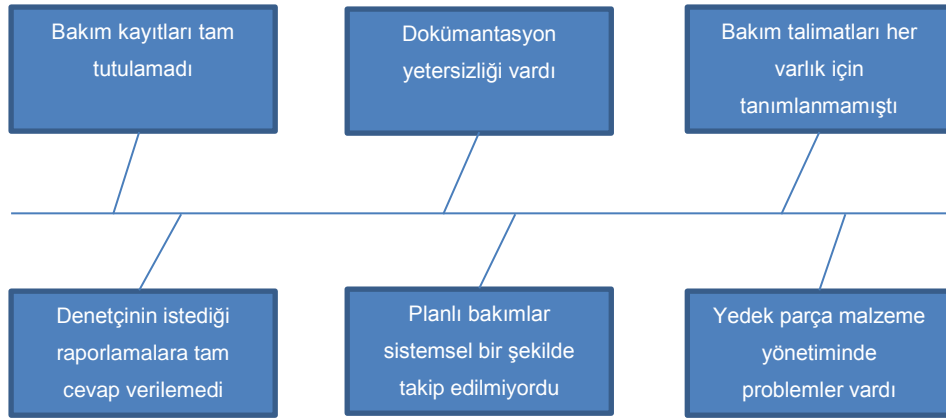 Bakım kayıtları tam
tutulamadı
Dokümantasyon
yetersizliği vardı
Bakım talimatları her
varlık için
tanımlanmamıştı
Denetçinin istediği
raporlamalara tam
cevap verilemedi
Planlı bakımlar
sistemsel bir şekilde
takip edilmiyordu
Yedek parça malzeme
yönetiminde
problemler vardı